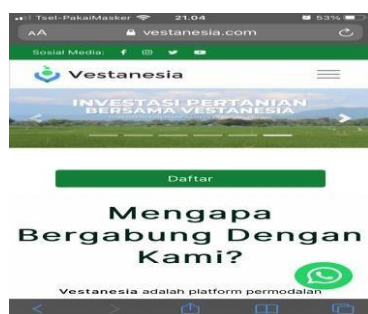 Tsel-PakaiMasker 21.04 53%
AA vestanesia.com
Sosial Media:
Vestanesia
INVESTASI PERTANIAN
BERSAMA VESTANESIA
Daftar
Mengapa
Bergabung Dengan
Kami?
Vestanesia adalah platform permodalan